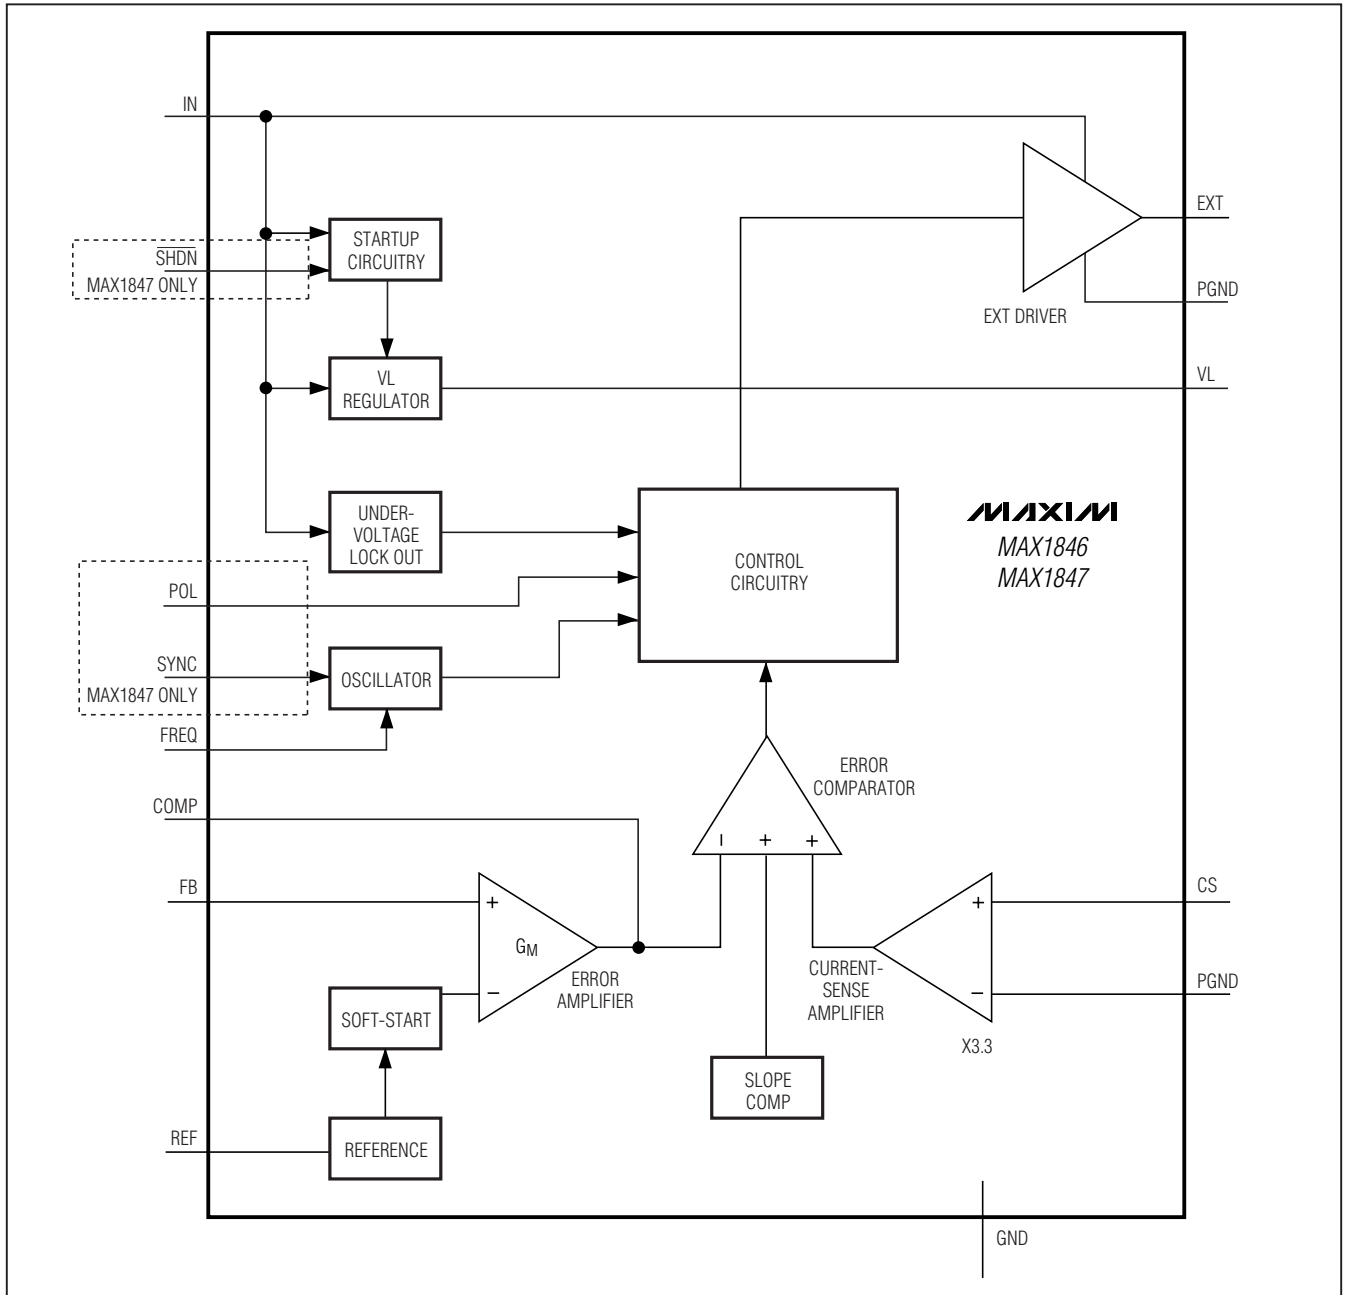 IN
EXT
STARTUP
CIRCUITRY
SHDN
MAX1847 ONLY
PGND
EXT DRIVER
VL
REGULATOR
VL
UNDER-
VOLTAGE
LOCK OUT
CONTROL
CIRCUITRY
MAXIM
MAX1846
MAX1847
POL
SYNC
MAX1847 ONLY
OSCILLATOR
FREQ
ERROR
COMPARATOR
COMP
− + +
FB
+
GM
−
ERROR
AMPLIFIER
CURRENT-
SENSE
AMPLIFIER
+
−
X3.3
CS
PGND
SOFT-START
SLOPE
COMP
REF
REFERENCE
GND